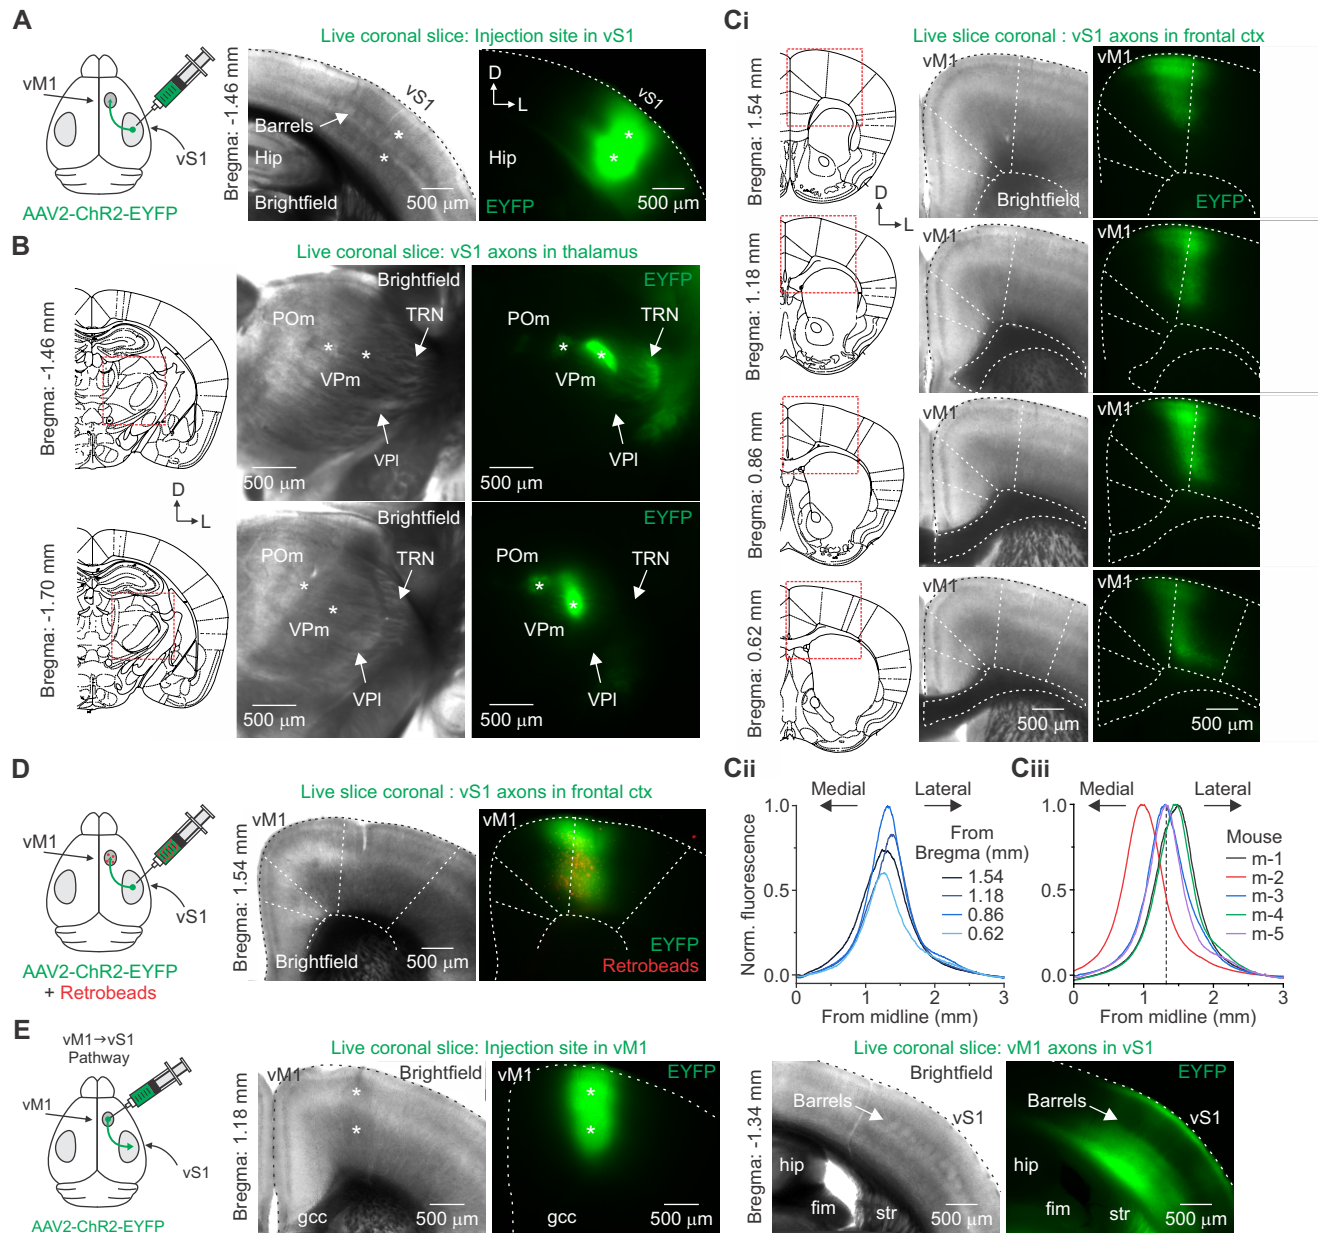 A
Live coronal slice: Injection site in vS1
vM1
vS1
AAV2-ChR2-EYFP
Bregma: -1.46 mm
Barrels
vS1
Hip
Brightfield
500 µm
D
L
vS1
Hip
EYFP
500 µm
B
Live coronal slice: vS1 axons in thalamus
Bregma: -1.46 mm
Brightfield
POm
TRN
VPm
VPl
500 µm
EYFP
POm
TRN
VPm
VPl
500 µm
D
L
Bregma: -1.70 mm
Brightfield
POm
TRN
VPm
VPl
500 µm
EYFP
POm
TRN
VPm
VPl
500 µm
Ci
Live slice coronal : vS1 axons in frontal ctx
Bregma: 1.54 mm
vM1
Brightfield
vM1
EYFP
D
L
Bregma: 1.18 mm
vM1
vM1
Bregma: 0.86 mm
vM1
vM1
Bregma: 0.62 mm
vM1
500 µm
vM1
500 µm
D
Live slice coronal : vS1 axons in frontal ctx
vM1
vS1
AAV2-ChR2-EYFP
+ Retrobeads
Bregma: 1.54 mm
vM1
Brightfield
500 µm
vM1
EYFP
Retrobeads
500 µm
Cii
Medial
Lateral
Norm. fluorescence
1.0
0.5
0.0
From
Bregma (mm)
1.54
1.18
0.86
0.62
0 1 2 3
From midline (mm)
Ciii
Medial
Lateral
1.0
0.5
0.0
Mouse
m-1
m-2
m-3
m-4
m-5
0 1 2 3
From midline (mm)
E
vM1→vS1
Pathway
vM1
vS1
AAV2-ChR2-EYFP
Live coronal slice: Injection site in vM1
Bregma: 1.18 mm
vM1
Brightfield
gcc
500 µm
vM1
EYFP
gcc
500 µm
Live coronal slice: vM1 axons in vS1
Bregma: -1.34 mm
Brightfield
Barrels
vS1
hip
fim
str
500 µm
EYFP
Barrels
vS1
hip
fim
str
500 µm